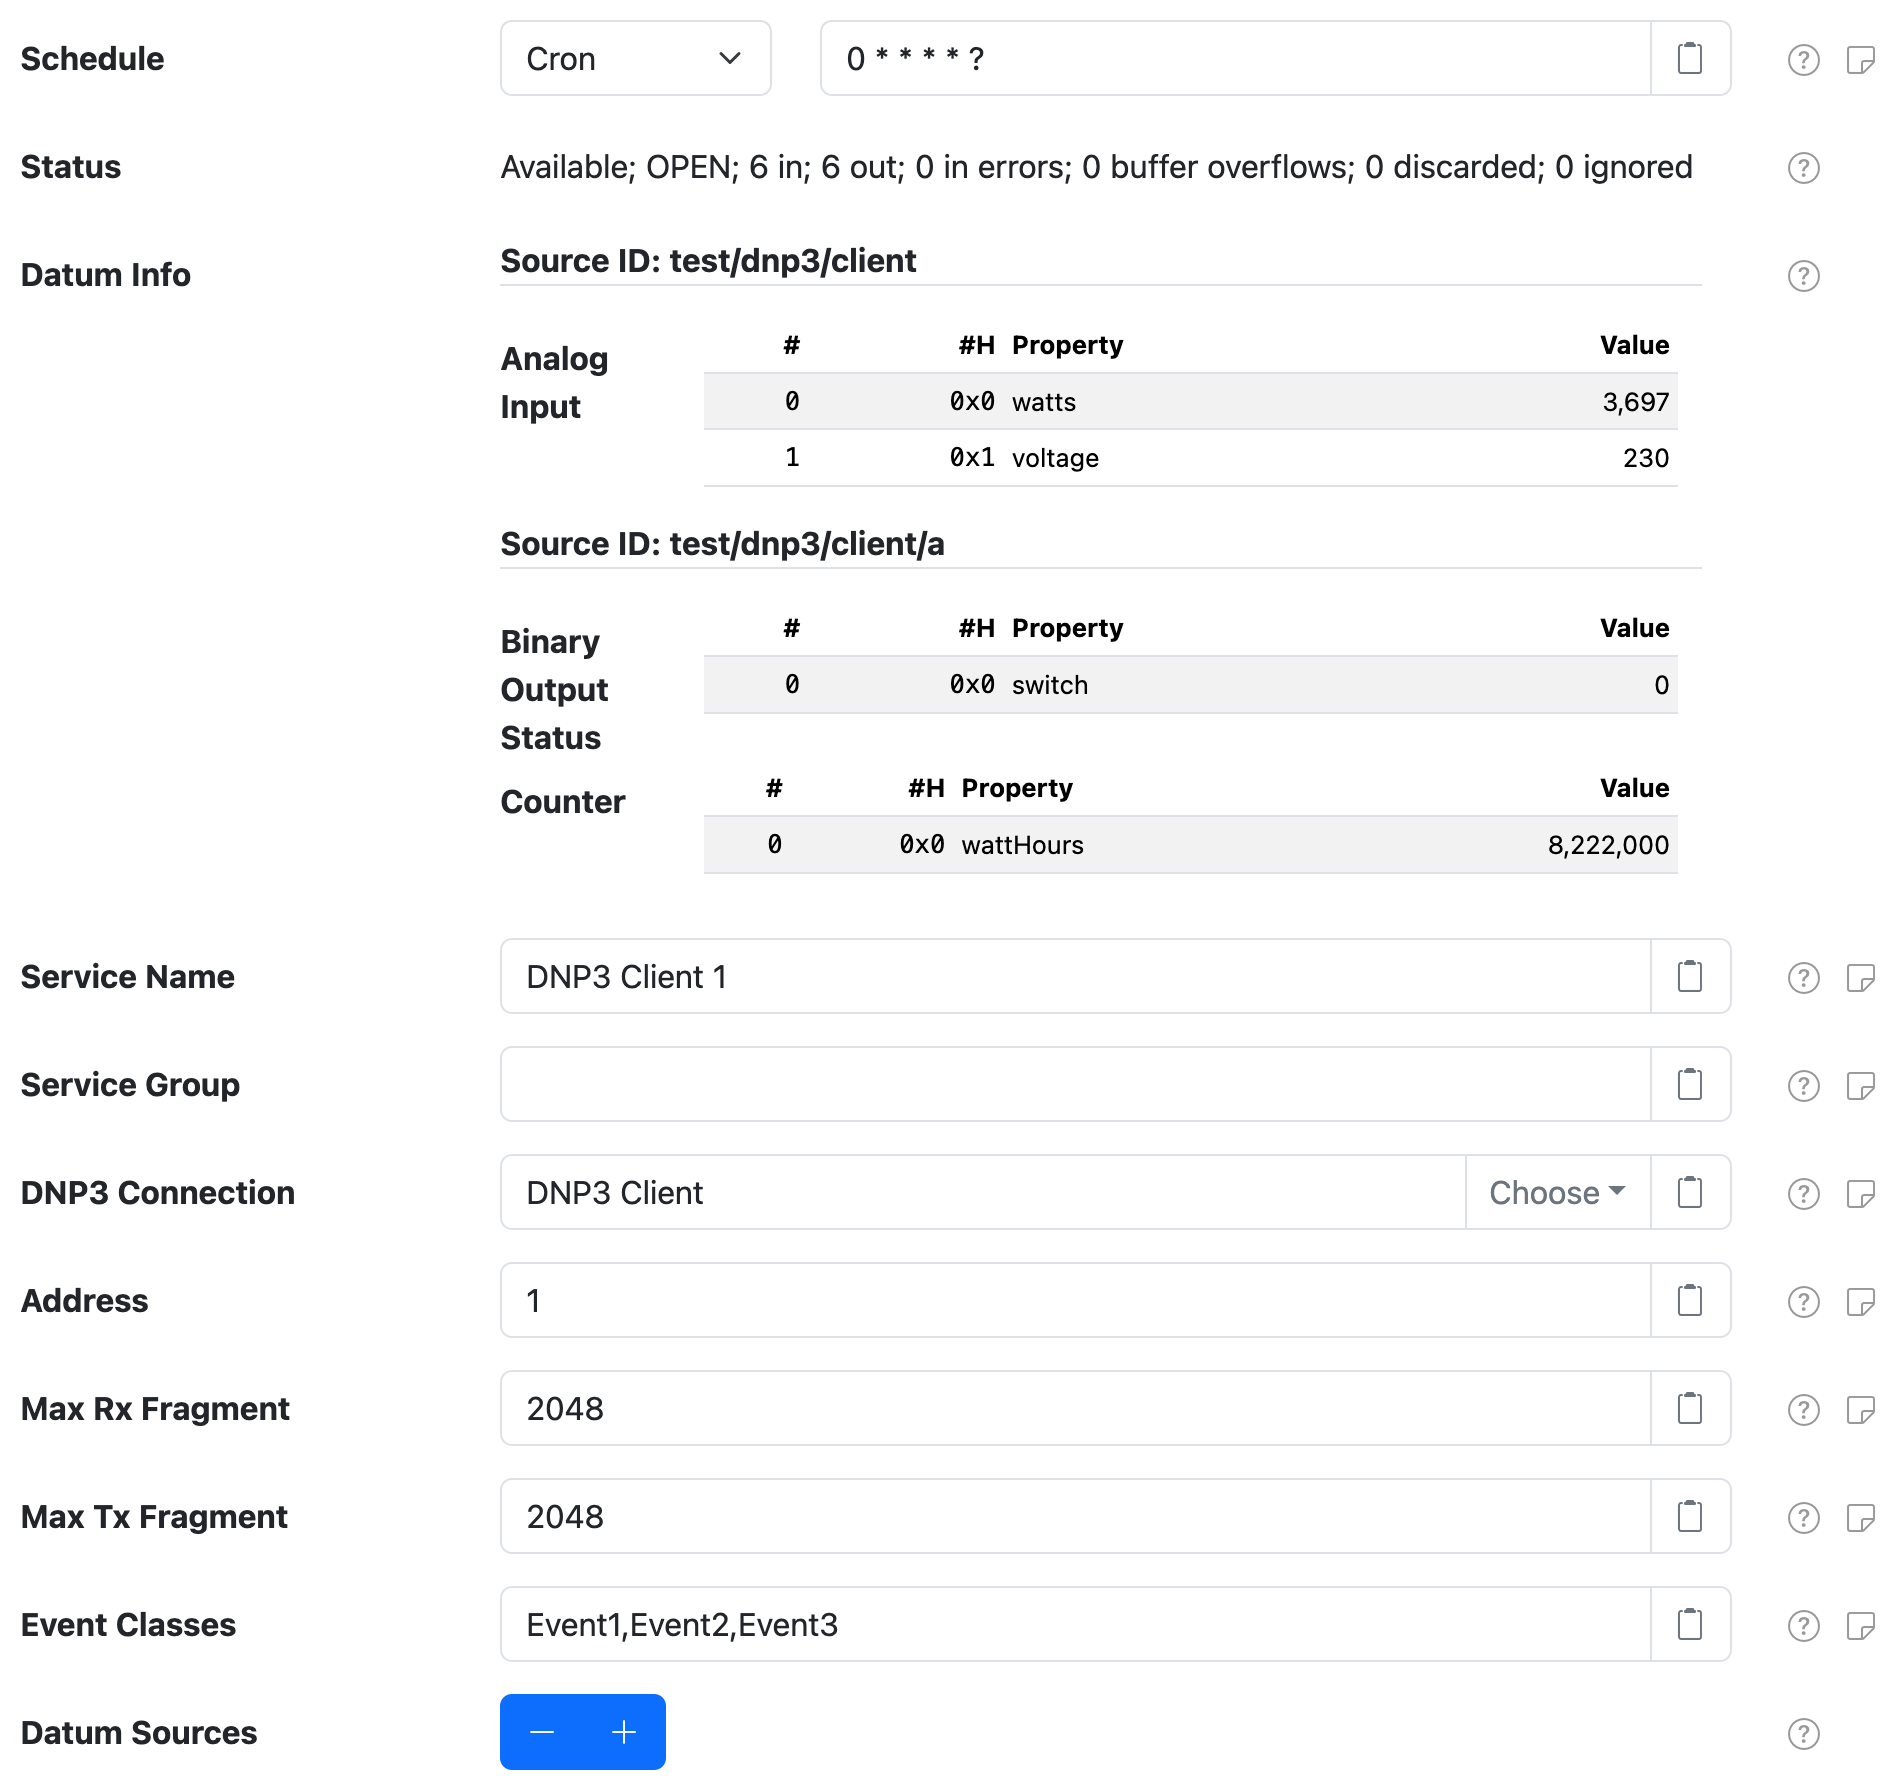 Schedule Cron 0 * * * * ?
Status Available; OPEN; 6 in; 6 out; 0 in errors; 0 buffer overflows; 0 discarded; 0 ignored
Datum Info Source ID: test/dnp3/client
Analog Input
# #H Property Value
0 0x0 watts 3,697
1 0x1 voltage 230
Source ID: test/dnp3/client/a
Binary Output Status
# #H Property Value
0 0x0 switch 0
Counter
# #H Property Value
0 0x0 wattHours 8,222,000
Service Name DNP3 Client 1
Service Group
DNP3 Connection DNP3 Client Choose
Address 1
Max Rx Fragment 2048
Max Tx Fragment 2048
Event Classes Event1,Event2,Event3
Datum Sources